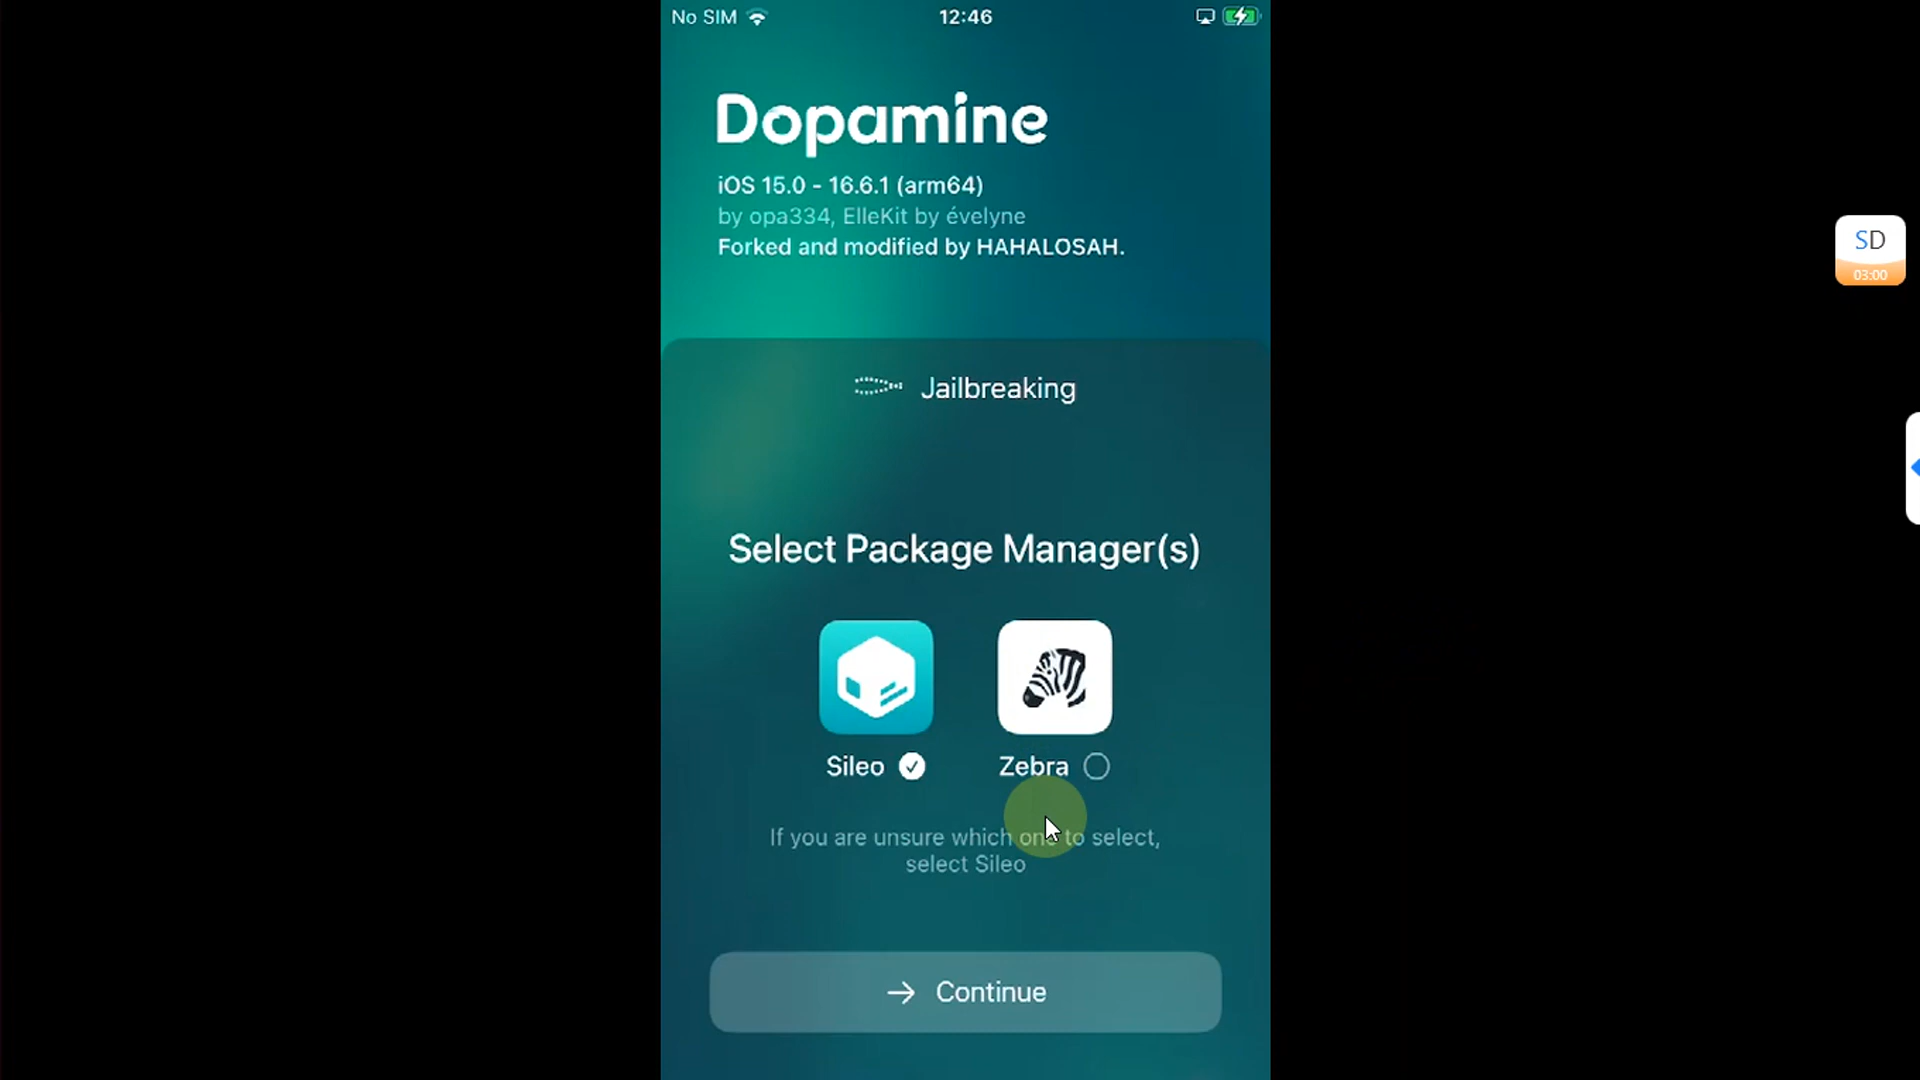 No SIM
12:46
Dopamine
iOS 15.0 - 16.6.1 (arm64)
by opa334, ElleKit by évelyne
Forked and modified by HAHALOSAH.
SD
03:00
Jailbreaking
Select Package Manager(s)
Sileo
Zebra
If you are unsure which one to select,
select Sileo
Continue